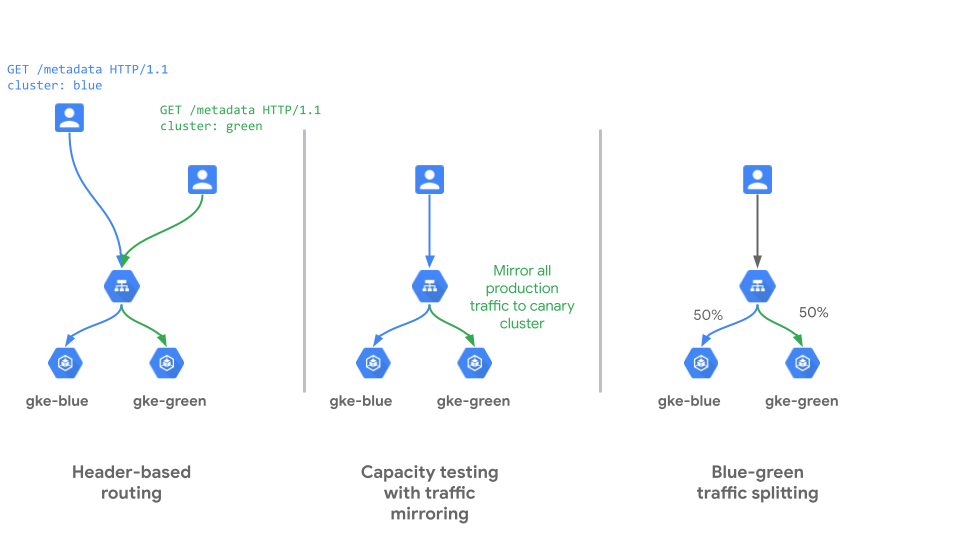 GET /metadata HTTP/1.1
cluster: blue
GET /metadata HTTP/1.1
cluster: green
gke-blue
gke-green
Header-based
routing
Mirror all
production
traffic to canary
cluster
gke-blue
gke-green
Capacity testing
with traffic
mirroring
50%
50%
gke-blue
gke-green
Blue-green
traffic splitting